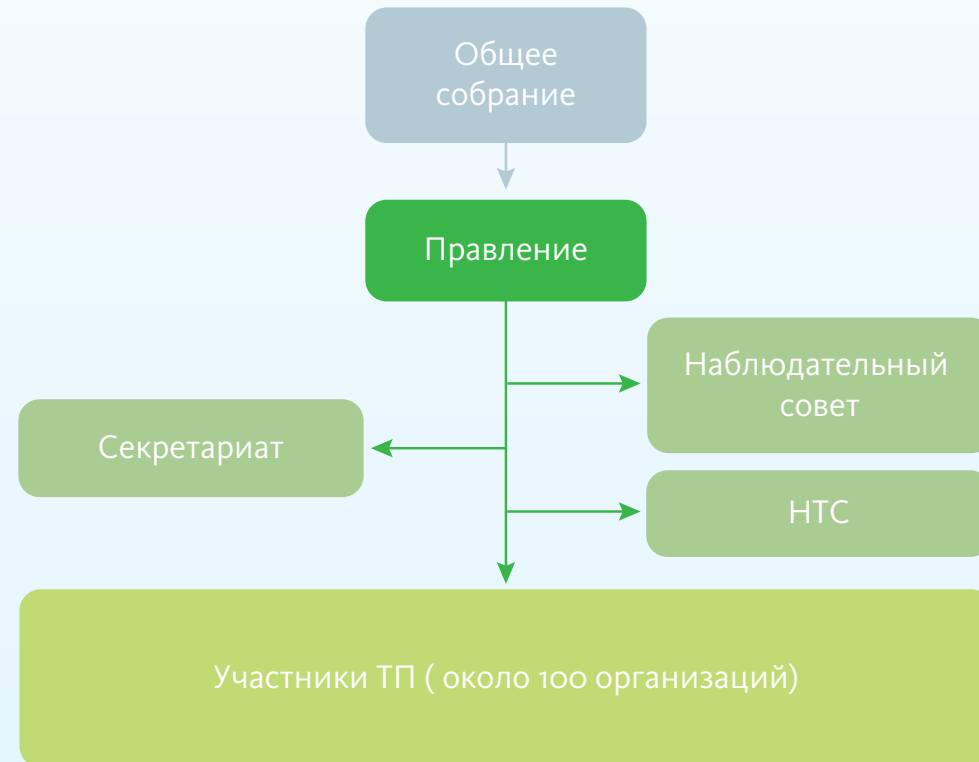 Общее
собрание
Правление
Наблюдательный
совет
Секретариат
НТС
Участники ТП ( около 100 организаций)